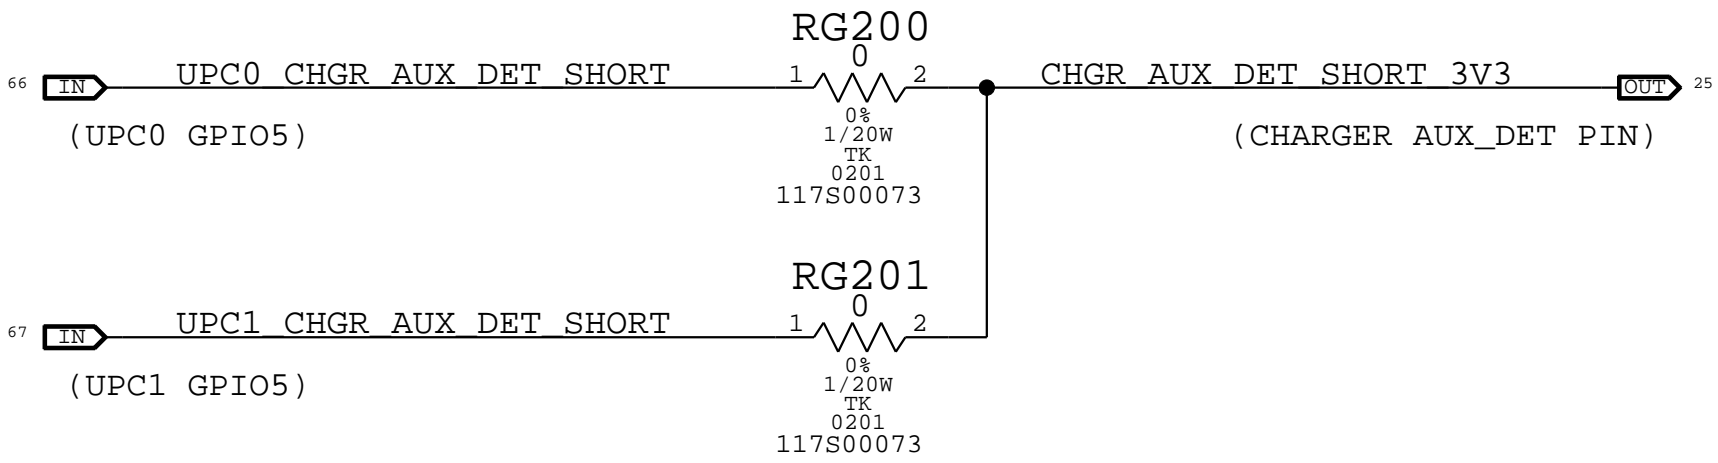 RG200
0
66 IN UPC0_CHGR_AUX_DET_SHORT 1 2 CHGR_AUX_DET_SHORT_3V3 OUT 25
(UPC0 GPIO5) (CHARGER AUX_DET PIN)
0%
1/20W
TK
0201
117S00073
RG201
0
67 IN UPC1_CHGR_AUX_DET_SHORT 1 2
(UPC1 GPIO5)
0%
1/20W
TK
0201
117S00073